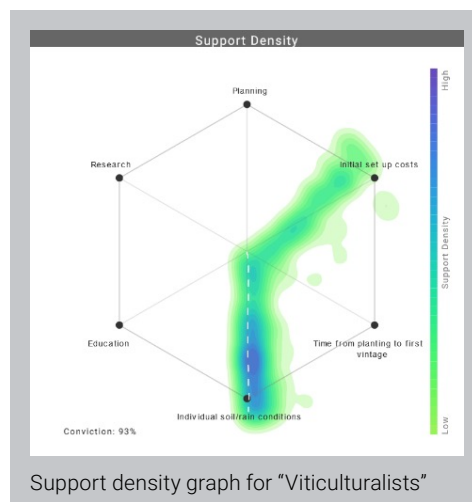 Support Density
Planning
Research
Initial set up costs
High
Support Density
Low
Education
Time from planting to first
vintage
Individual soil/rain conditions
Conviction: 93%
Support density graph for “Viticulturalists”